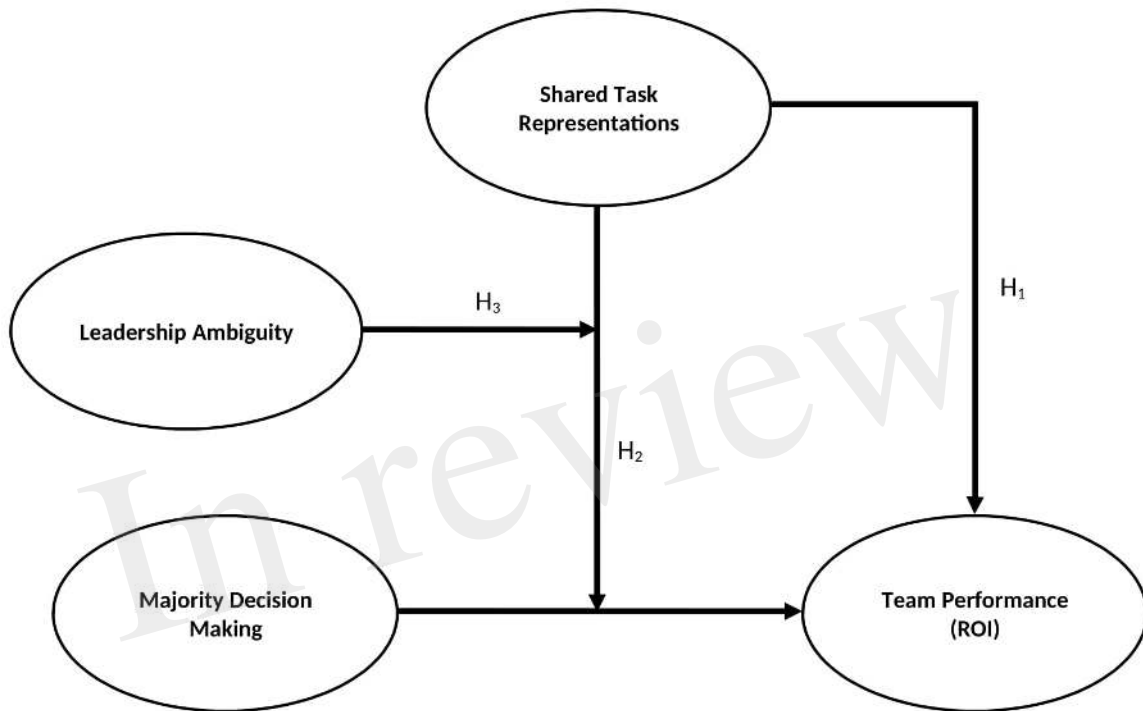 Shared Task
Representations
Leadership Ambiguity
H₃
H₁
H₂
Majority Decision
Making
Team Performance
(ROI)
In review